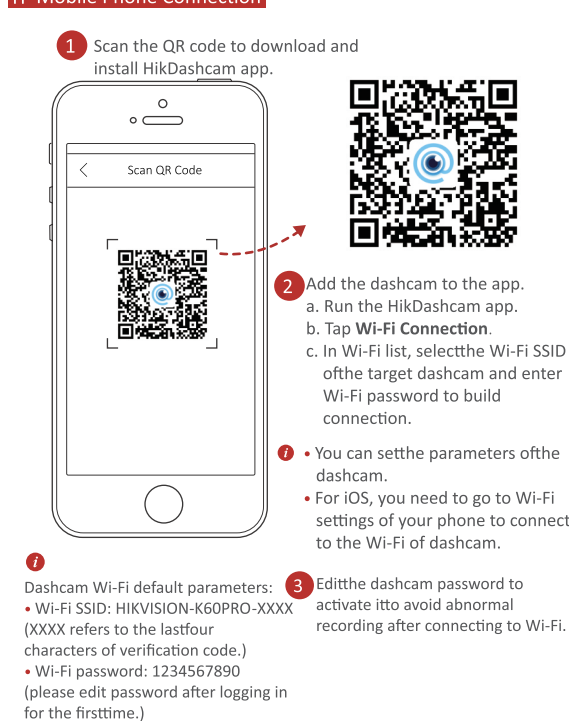 Mobile Phone Connection
1 Scan the QR code to download and
install HikDashcam app.
Scan QR Code
2 Add the dashcam to the app.
a. Run the HikDashcam app.
b. Tap Wi-Fi Connection.
c. In Wi-Fi list, selectthe Wi-Fi SSID
ofthe target dashcam and enter
Wi-Fi password to build
connection.
i • You can setthe parameters ofthe
dashcam.
• For iOS, you need to go to Wi-Fi
settings of your phone to connect
to the Wi-Fi of dashcam.
i
Dashcam Wi-Fi default parameters:
• Wi-Fi SSID: HIKVISION-K60PRO-XXXX
(XXXX refers to the lastfour
characters of verification code.)
• Wi-Fi password: 1234567890
(please edit password after logging in
for the firsttime.)
3 Editthe dashcam password to
activate itto avoid abnormal
recording after connecting to Wi-Fi.